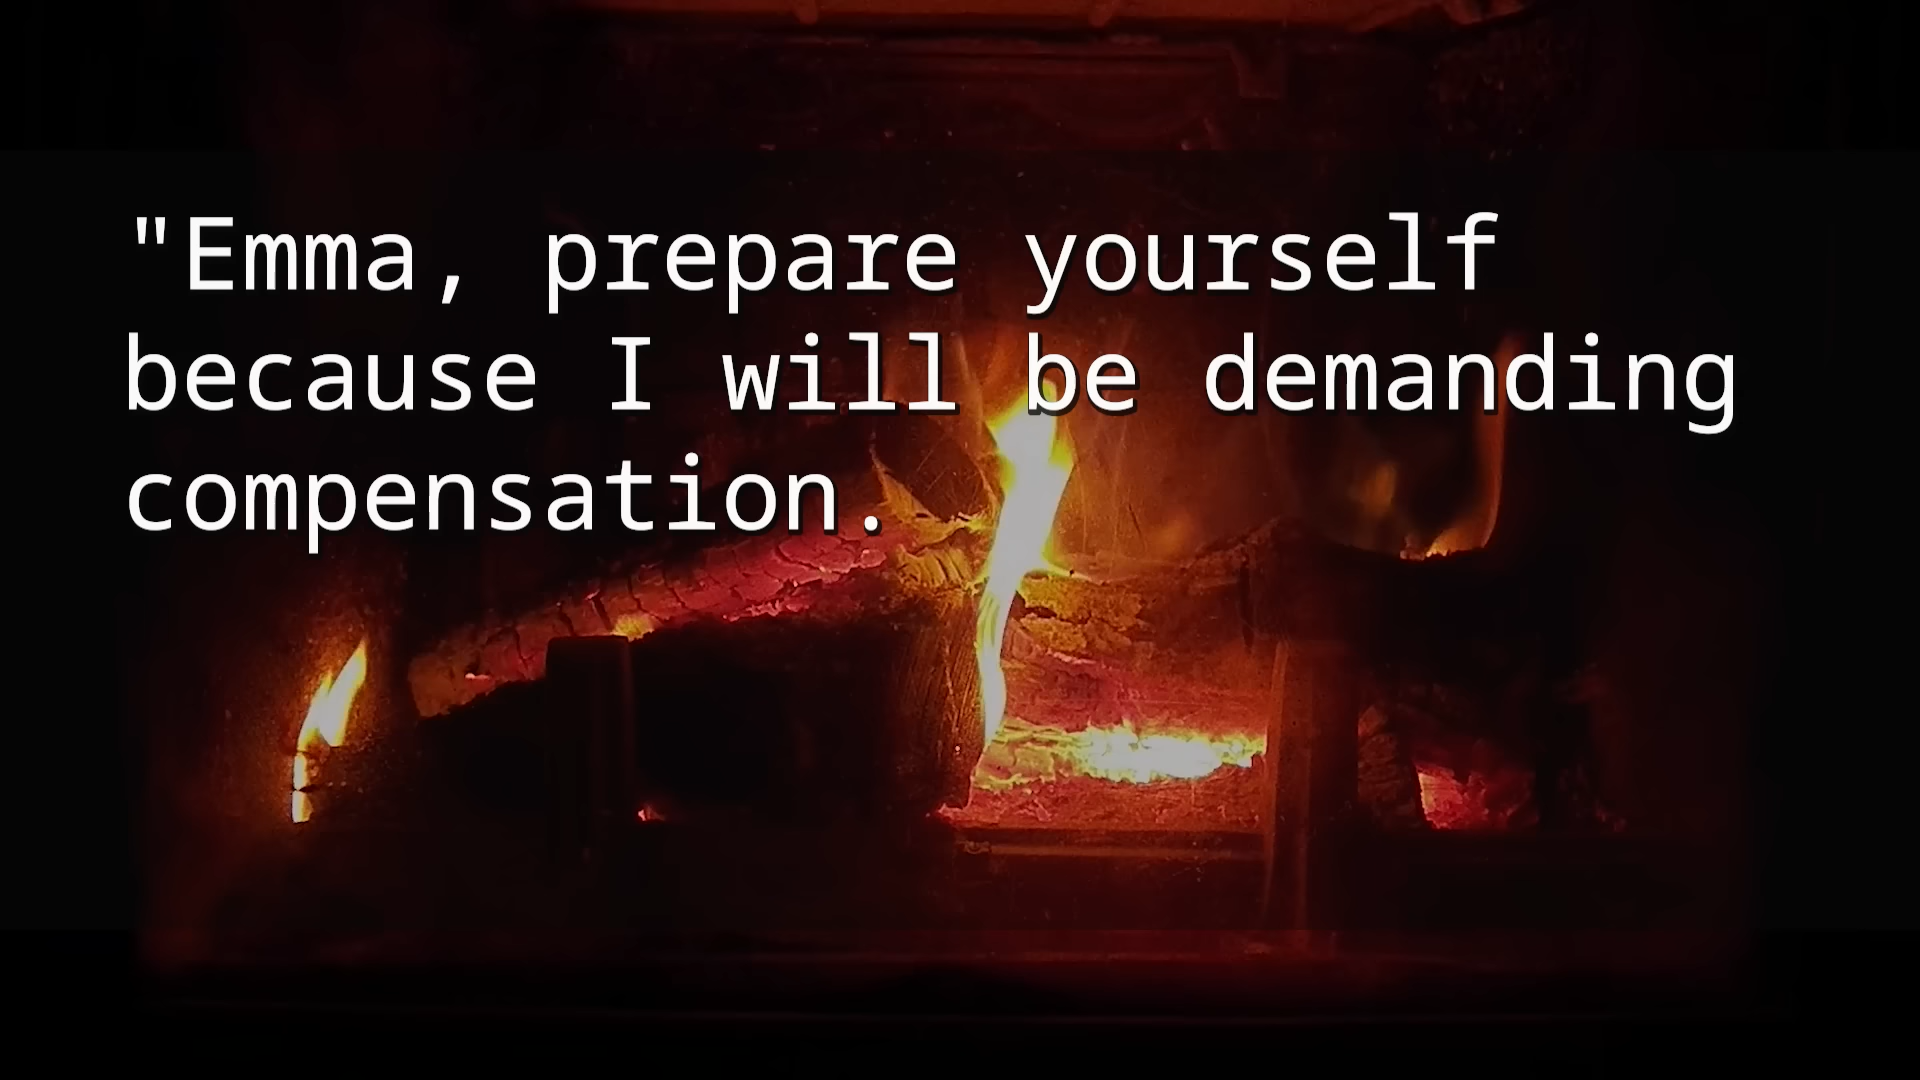 "Emma, prepare yourself
because I will be demanding
compensation.